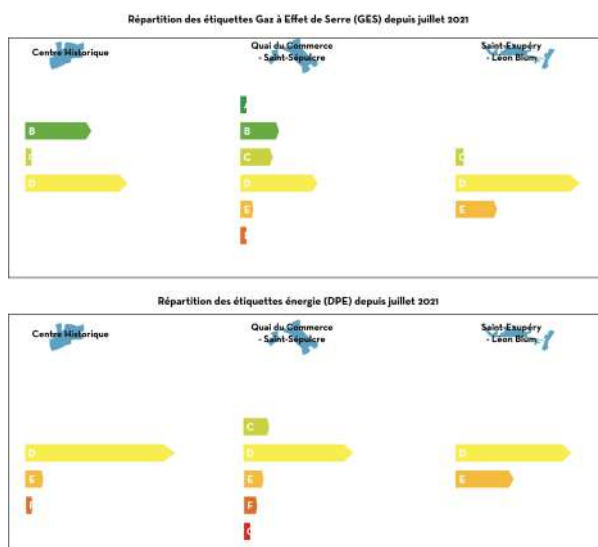 Répartition des étiquettes Gaz à Effet de Serre (GES) depuis juillet 2021
Centre Historique
Quai du Commerce
- Saint-Sépulcre
Saint-Exupéry
- Léon Blum
A
B
B
C
C
D
D
D
E
E
Répartition des étiquettes énergie (DPE) depuis juillet 2021
Centre Historique
Quai du Commerce
- Saint-Sépulcre
Saint-Exupéry
- Léon Blum
C
D
D
D
E
E
E
F